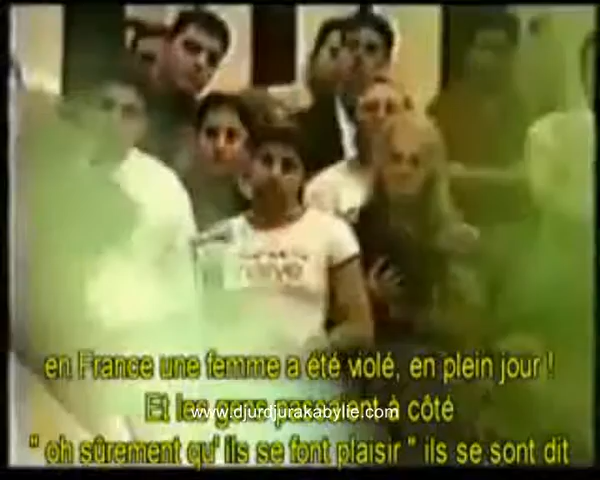 en France une femme a été violé, en plein jour !
Et les gens passaient à côté
www.djurdjurakabylie.com
" oh sûrement qu' ils se font plaisir " ils se sont dit